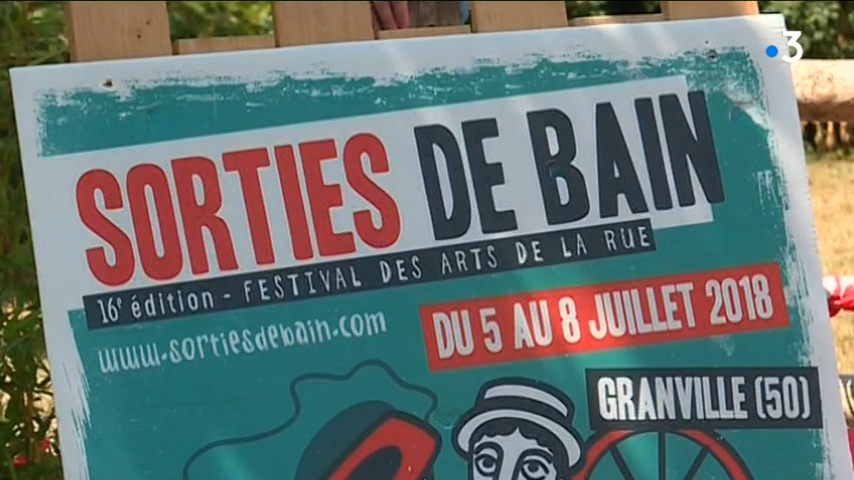 3
SORTIES DE BAIN
16e édition - FESTIVAL DES ARTS DE LA RUE
www.sortiesdebain.com
DU 5 AU 8 JUILLET 2018
GRANVILLE (50)